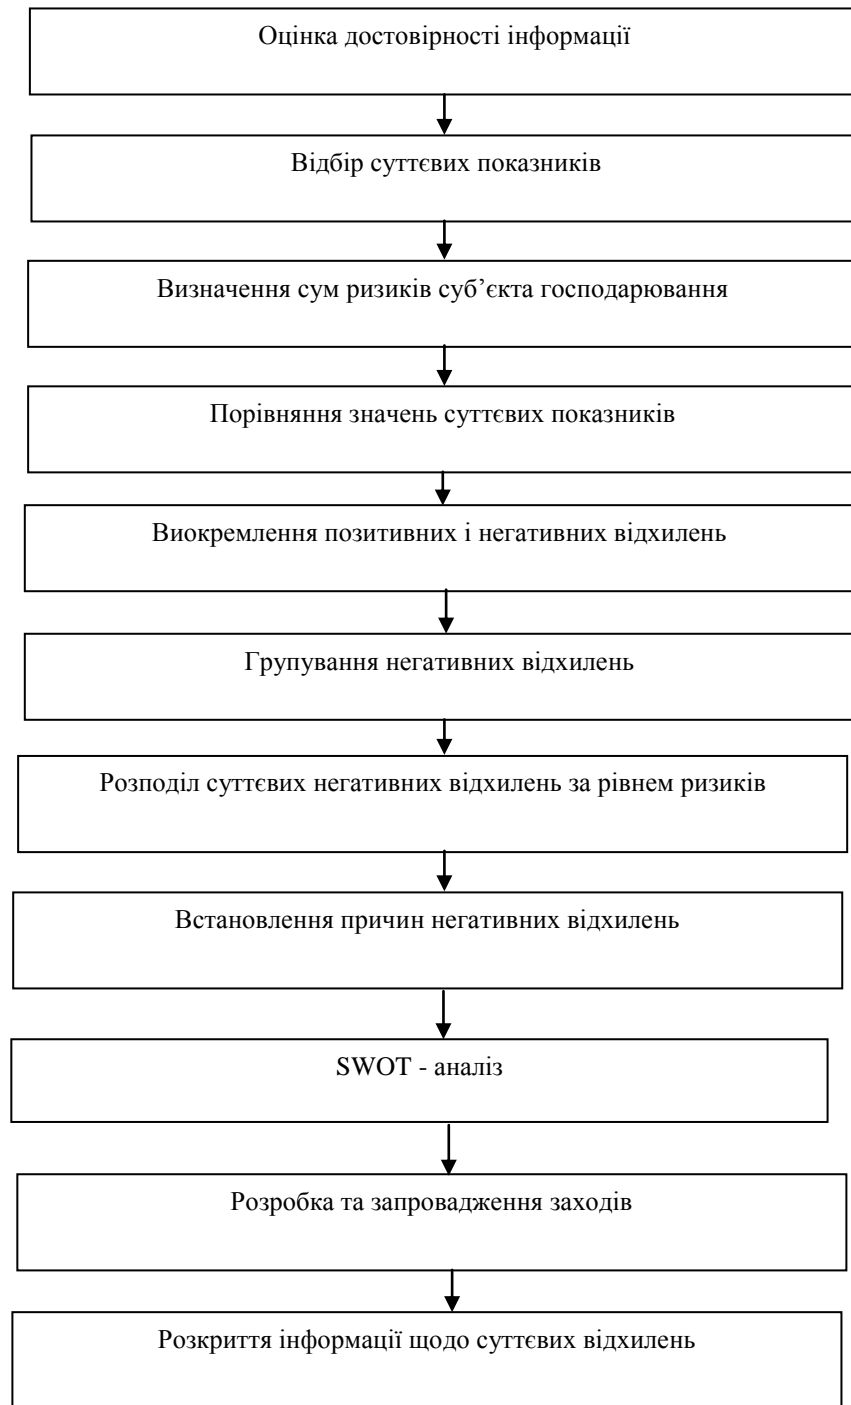 Оцінка достовірності інформації
Відбір суттєвих показників
Визначення сум ризиків суб’єкта господарювання
Порівняння значень суттєвих показників
Виокремлення позитивних і негативних відхилень
Групування негативних відхилень
Розподіл суттєвих негативних відхилень за рівнем ризиків
Встановлення причин негативних відхилень
SWOT - аналіз
Розробка та запровадження заходів
Розкриття інформації щодо суттєвих відхилень